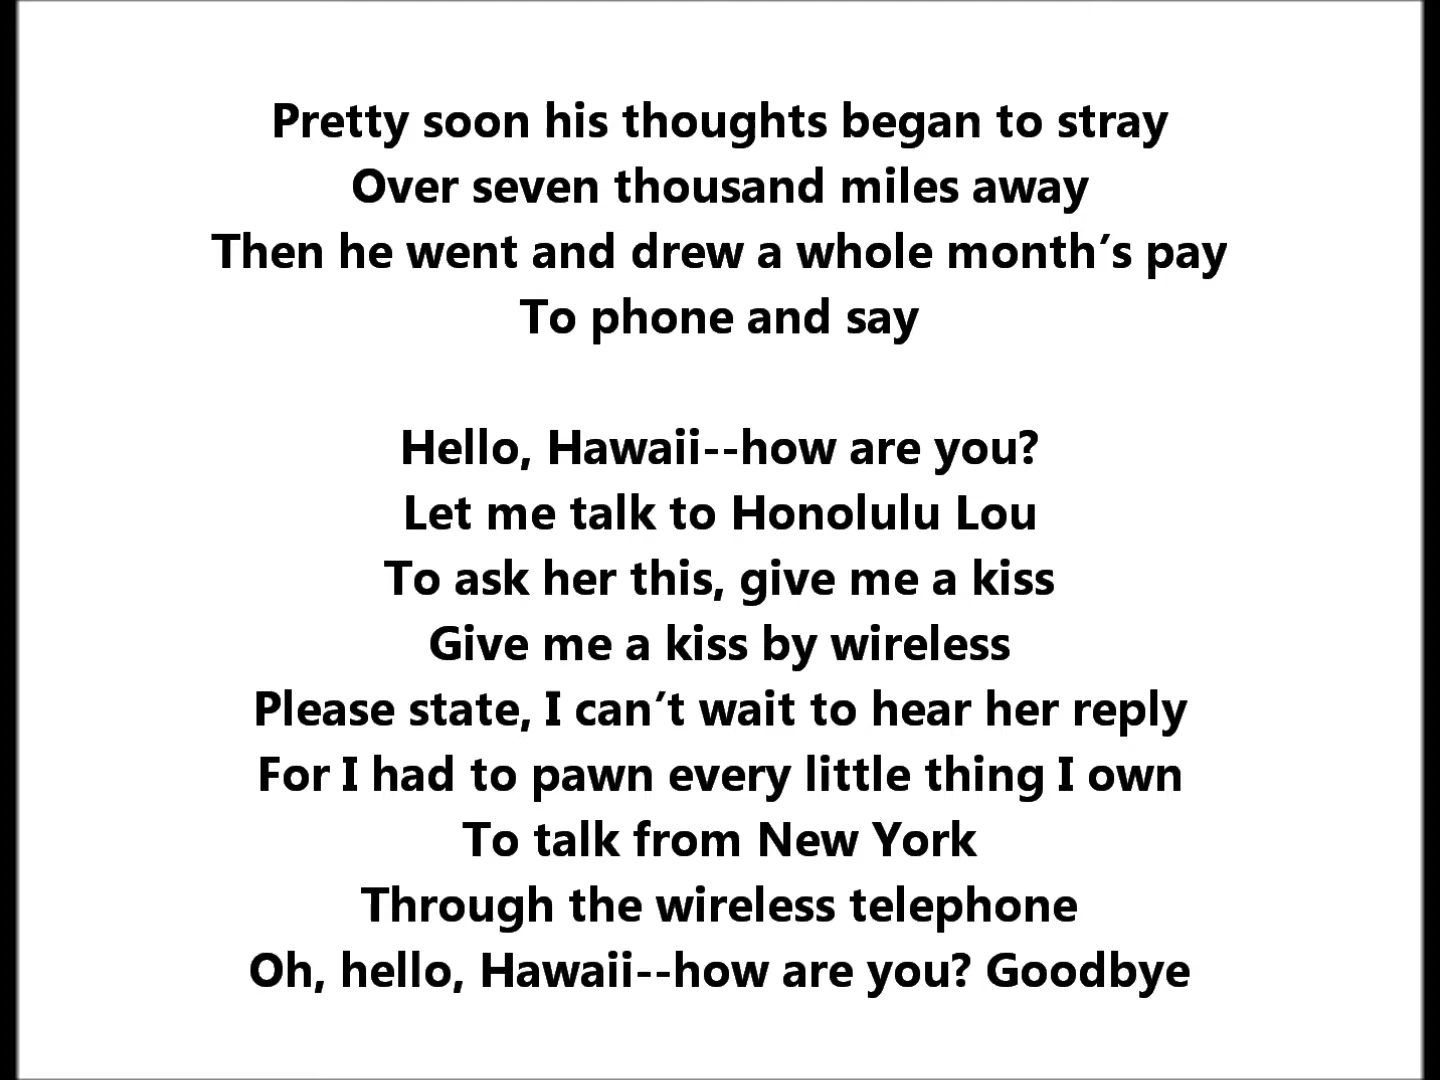 Pretty soon his thoughts began to stray
Over seven thousand miles away
Then he went and drew a whole month’s pay
To phone and say
Hello, Hawaii--how are you?
Let me talk to Honolulu Lou
To ask her this, give me a kiss
Give me a kiss by wireless
Please state, I can’t wait to hear her reply
For I had to pawn every little thing I own
To talk from New York
Through the wireless telephone
Oh, hello, Hawaii--how are you? Goodbye